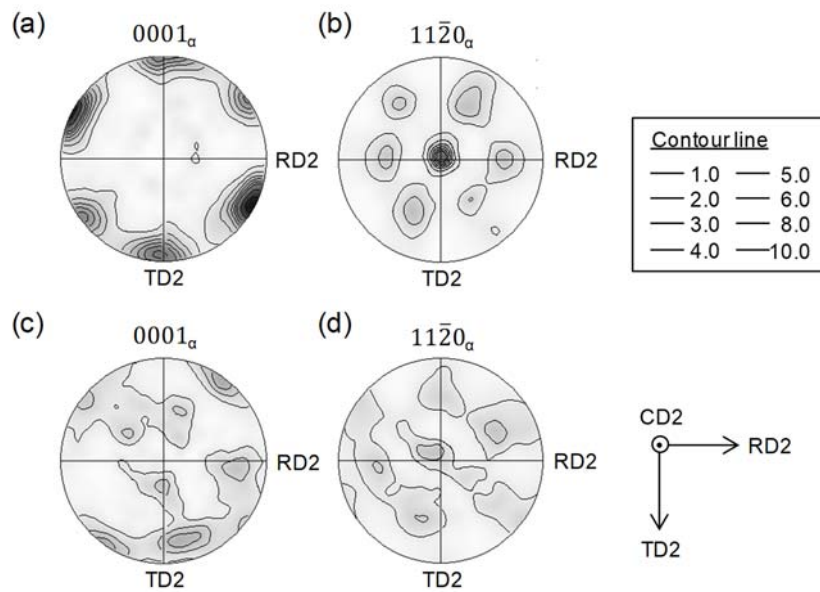 (a)
0001α
RD2
TD2
(b)
112̄0α
RD2
TD2
Contour line
1.0 5.0
2.0 6.0
3.0 8.0
4.0 10.0
(c)
0001α
RD2
TD2
(d)
112̄0α
RD2
TD2
CD2
RD2
TD2